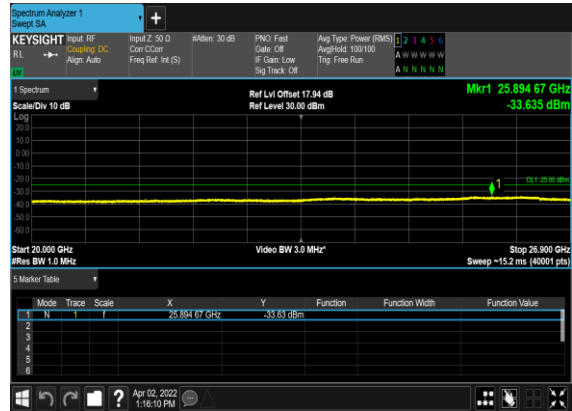 Spectrum Analyzer 1
Swept SA
+
KEYSIGHT Input: RF Input Z: 50 Ω #Atten: 30 dB PNO: Fast Avg Type: Power (RMS) 1 2 3 4 5 6
RL Coupling: DC Corr CCorr Gate: Off Avg|Hold: 100/100 A W W W W W
Align: Auto Freq Ref: Int (S) IF Gain: Low Trig: Free Run
Sig Track: Off A N N N N N
LW
1 Spectrum Ref Lvl Offset 17.94 dB Mkr1 25.894 67 GHz
Scale/Div 10 dB Ref Level 30.00 dBm -33.635 dBm
Log
20.0
10.0
0.00
-10.0
-20.0
1 DL1 -25.00 dBm
-30.0
-40.0
-50.0
-60.0
Start 20.000 GHz Video BW 3.0 MHz* Stop 26.900 GHz
#Res BW 1.0 MHz Sweep ~15.2 ms (40001 pts)
5 Marker Table
Mode Trace Scale X Y Function Function Width Function Value
1 N 1 f 25.894 67 GHz -33.63 dBm
2
3
4
5
6
? Apr 02, 2022
1:16:10 PM